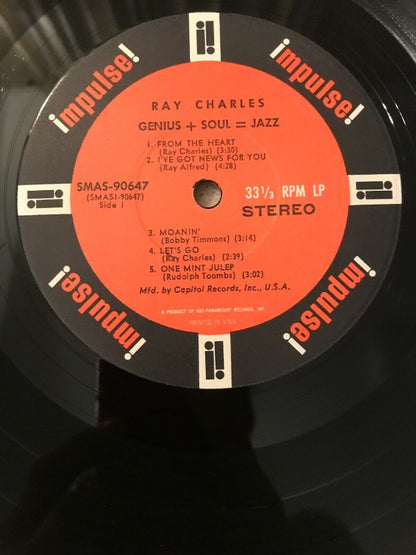 impulse!
impulse!
impulse!
impulse!
RAY CHARLES
GENIUS + SOUL = JAZZ
1. FROM THE HEART
(Ray Charles) (3:30)
2. I'VE GOT NEWS FOR YOU
(Ray Alfred) (4:28)
SMAS-90647
(SMAS1-90647)
Side 1
33 1/3 RPM LP
STEREO
3. MOANIN'
(Bobby Timmons) (3:14)
4. LET'S GO
(Ray Charles) (2:39)
5. ONE MINT JULEP
(Rudolph Toombs) (3:02)
Mfd. by Capitol Records, Inc., U.S.A.
A PRODUCT OF ABC-PARAMOUNT RECORDS, INC.
PRINTED IN U.S.A.